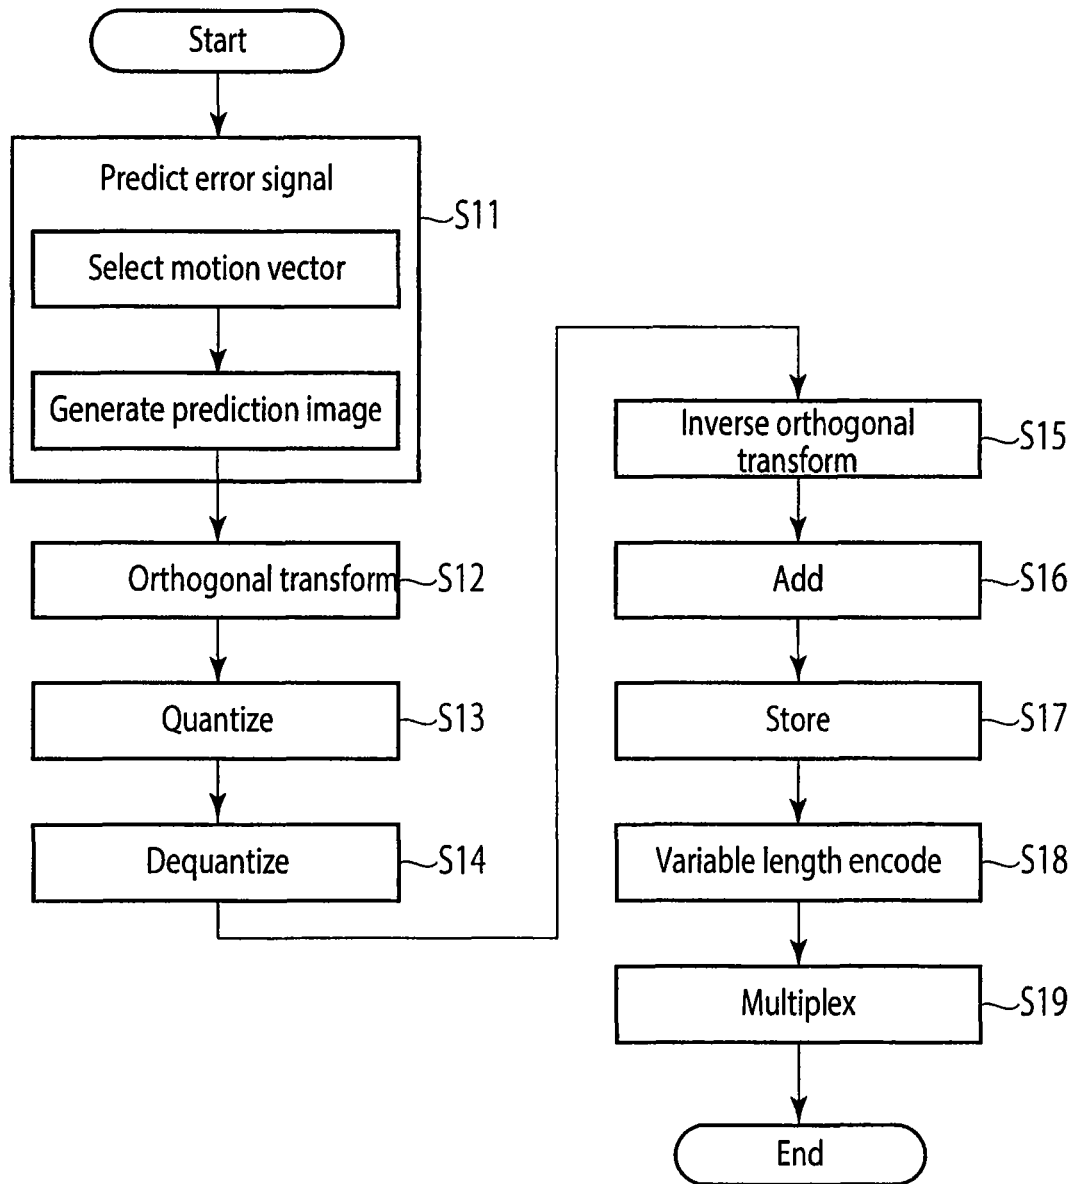 Start
Predict error signal
S11
Select motion vector
Generate prediction image
Orthogonal transform
S12
Quantize
S13
Dequantize
S14
Inverse orthogonal
transform
S15
Add
S16
Store
S17
Variable length encode
S18
Multiplex
S19
End